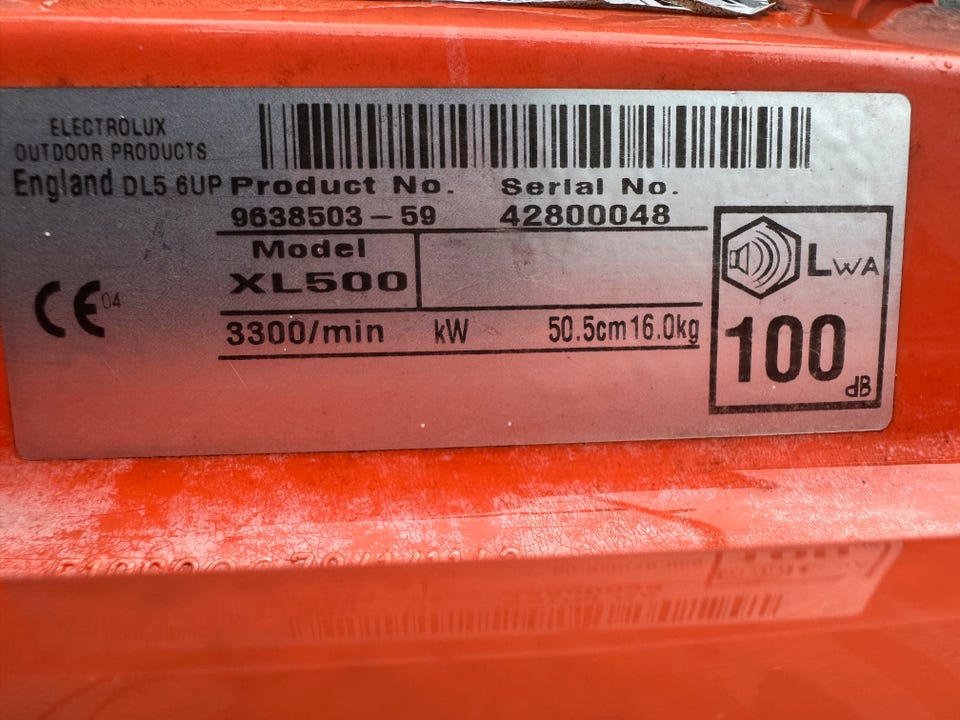 ELECTROLUX
OUTDOOR PRODUCTS
England DL5 6UP
Product No. Serial No.
9638503-59 42800048
Model
XL500
3300/min kW 50.5cm 16.0kg
CE 04
LWA
100
dB